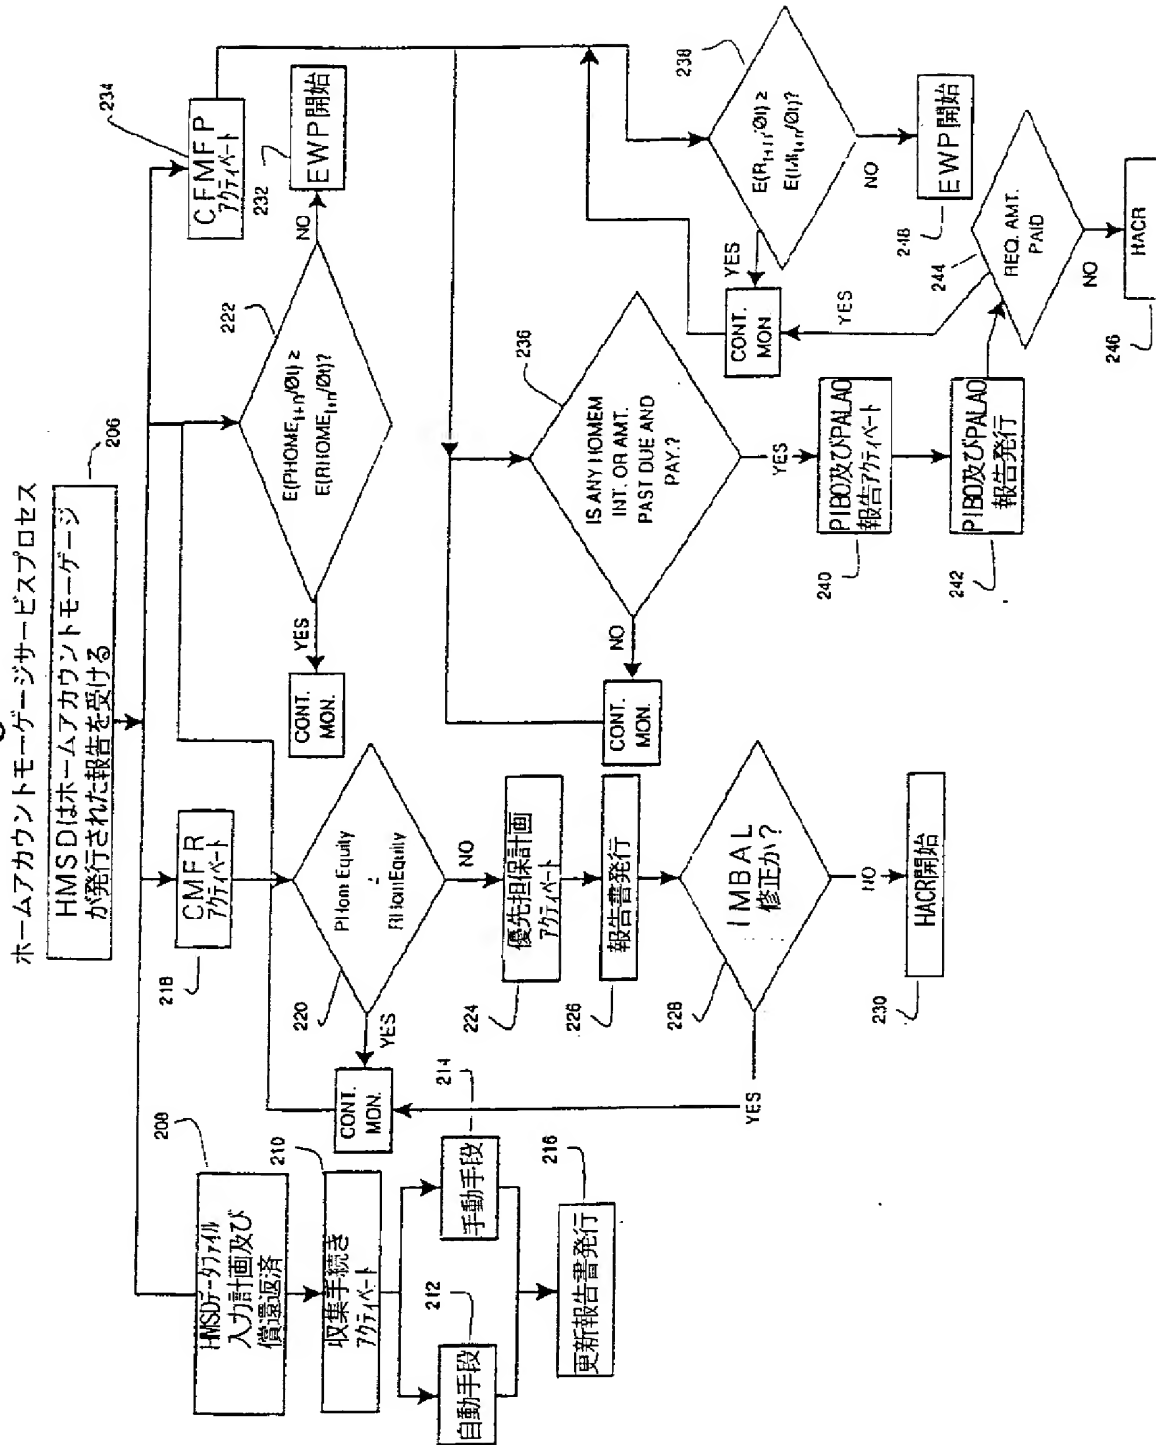 ホームアカウントモーゲージサービスプロセス
HMSDはホームアカウントモーゲージ
が発行された報告を受ける
206
208
HMSDデータファイル
入力計画及び
償還返済
210
収集手続き
アクティベート
212
自動手段
214
手動手段
216
更新報告書発行
218
CMFR
アクティベート
220
PHom Equity
RHomEquity
YES
CONT.
MON.
NO
224
優先担保計画
アクティベート
226
報告書発行
228
IMBAL
修正か?
YES
NO
230
HACR開始
222
E(PHOMEt+n/Øt) ≥
E(RHOMEt+n/Øt)?
YES
CONT.
MON.
NO
232
EWP開始
234
CFMFP
アクティベート
236
IS ANY HOMEM
INT. OR AMT.
PAST DUE AND
PAY.?
NO
CONT.
MON.
YES
240
PIBO及びPALAO
報告アクティベート
242
PIBO及びPALAO
報告発行
244
REQ. AMT.
PAID
YES
NO
246
HACR
238
E(Rt+n/Øt) ≥
YES
CONT.
MON.
NO
248
EWP開始